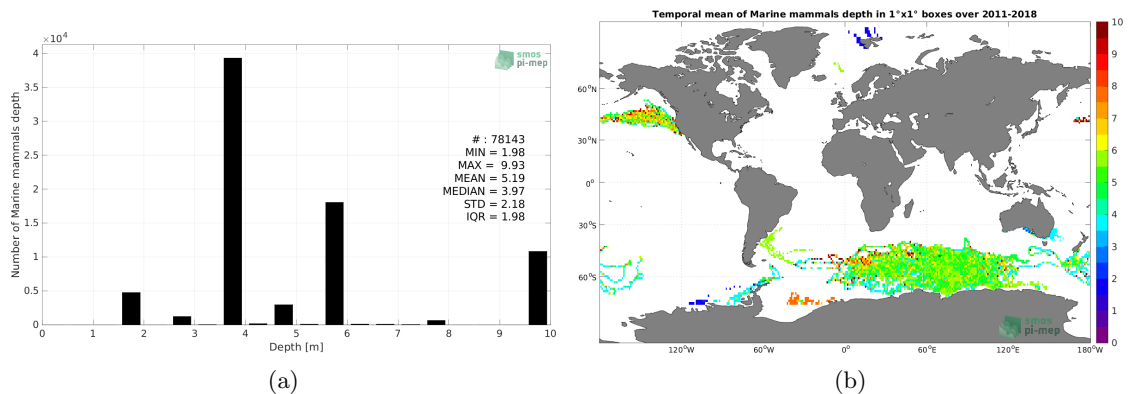 ×10⁴
4
3.5
3
2.5
2
1.5
1
0.5
0
0 1 2 3 4 5 6 7 8 9 10
Depth [m]
Number of Marine mammals depth
smos
pi-mep
# : 78143
MIN = 1.98
MAX = 9.93
MEAN = 5.19
MEDIAN = 3.97
STD = 2.18
IQR = 1.98
(a)
Temporal mean of Marine mammals depth in 1°x1° boxes over 2011-2018
60°N
30°N
0°
30°S
60°S
120°W 60°W 0° 60°E 120°E 180°W
smos
pi-mep
10
9
8
7
6
5
4
3
2
1
0
(b)